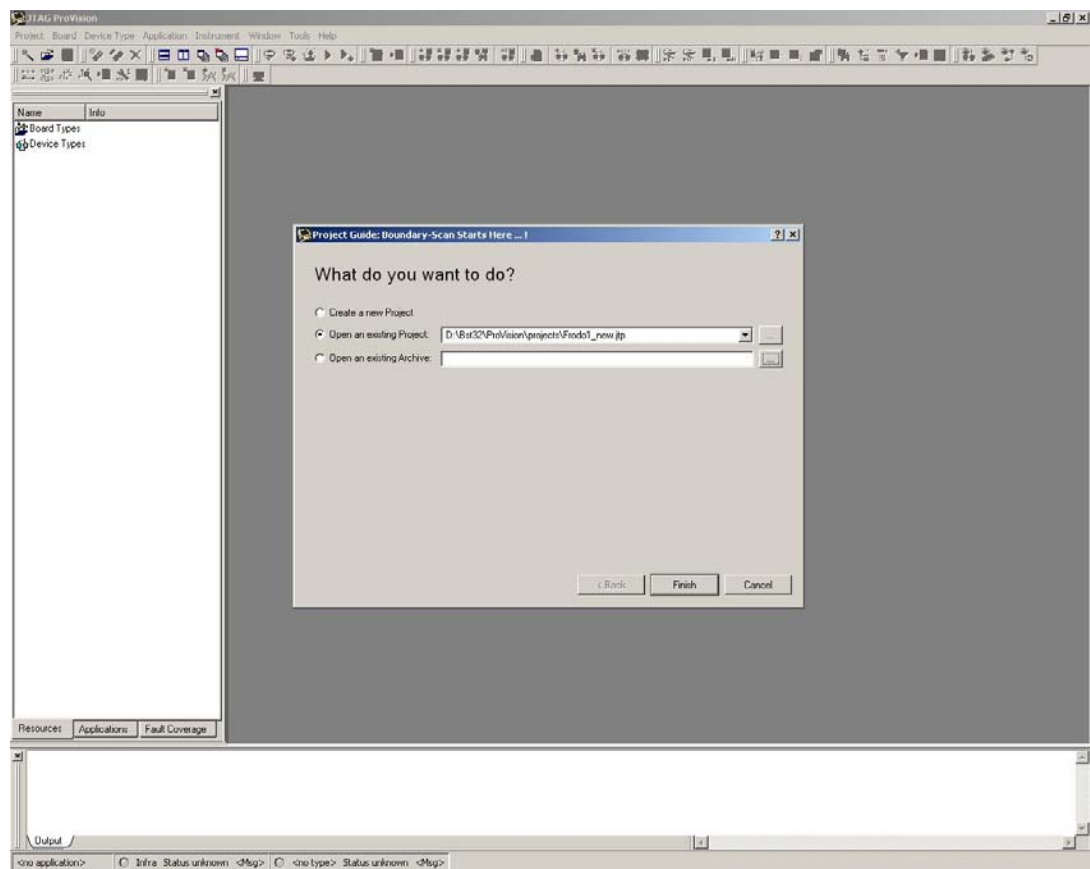 JTAG ProVision
Project Board Device Type Application Instrument Window Tools Help
Name Info
Board Types
Device Types
Project Guide: Boundary-Scan Starts Here ... !
What do you want to do?
Create a new Project
Open an existing Project: D:\Bst32\ProVision\projects\Frodo1_new.jtp
Open an existing Archive:
...
< Back Finish Cancel
Resources Applications Fault Coverage
Output
<no application> Infra Status unknown <Msg> <no type> Status unknown <Msg>